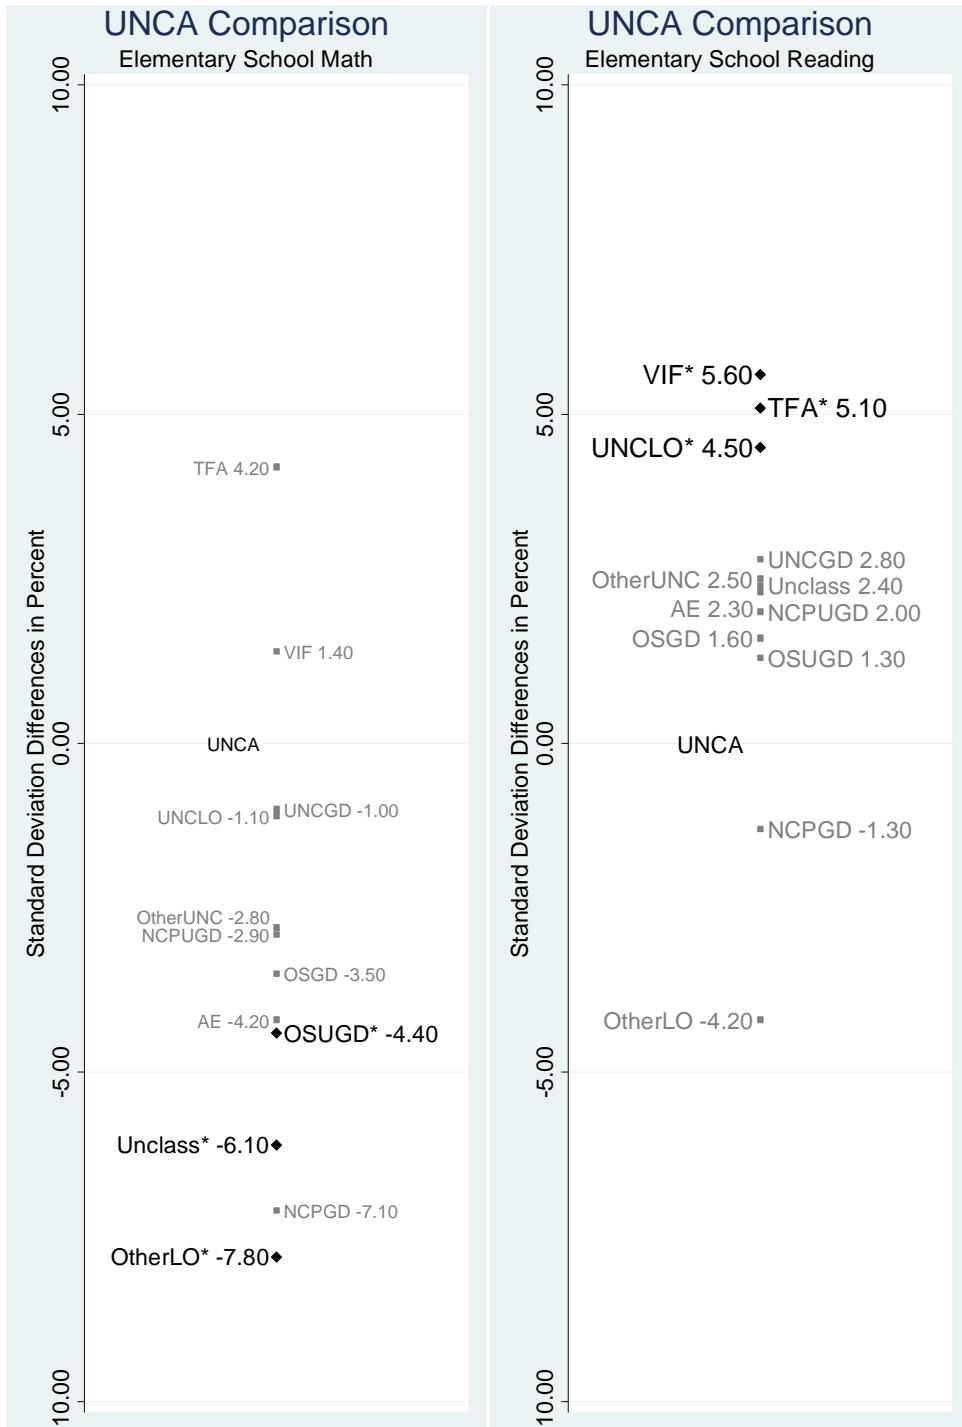 UNCA Comparison
Elementary School Math
Standard Deviation Differences in Percent
10.00
5.00
0.00
-5.00
10.00
TFA 4.20
VIF 1.40
UNCA
UNCGD -1.00
UNCLO -1.10
OtherUNC -2.80
NCPUGD -2.90
OSGD -3.50
AE -4.20
OSUGD* -4.40
Unclass* -6.10
NCPGD -7.10
OtherLO* -7.80
UNCA Comparison
Elementary School Reading
Standard Deviation Differences in Percent
10.00
5.00
0.00
-5.00
10.00
VIF* 5.60
TFA* 5.10
UNCLO* 4.50
UNCGD 2.80
OtherUNC 2.50
Unclass 2.40
AE 2.30
NCPUGD 2.00
OSGD 1.60
OSUGD 1.30
UNCA
NCPGD -1.30
OtherLO -4.20